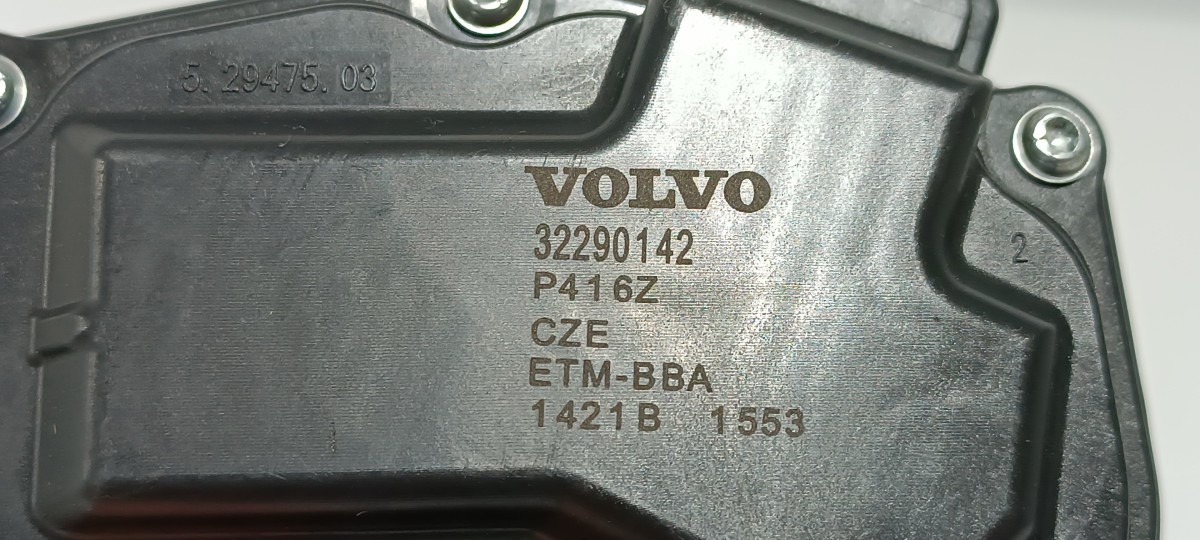 5. 29475. 03
VOLVO
32290142
P416Z
2
CZE
ETM-BBA
1421B 1553